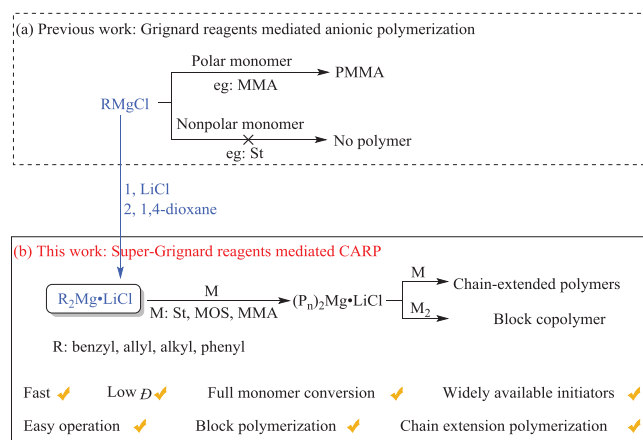 (a) Previous work: Grignard reagents mediated anionic polymerization
Polar monomer
PMMA
eg: MMA
RMgCl
Nonpolar monomer
No polymer
eg: St
1, LiCl
2, 1,4-dioxane
(b) This work: Super-Grignard reagents mediated CARP
R₂Mg•LiCl
M
M: St, MOS, MMA
(Pₙ)₂Mg•LiCl
M
Chain-extended polymers
M₂
Block copolymer
R: benzyl, allyl, alkyl, phenyl
Fast ✓ Low Đ ✓ Full monomer conversion ✓ Widely available initiators ✓
Easy operation ✓ Block polymerization ✓ Chain extension polymerization ✓